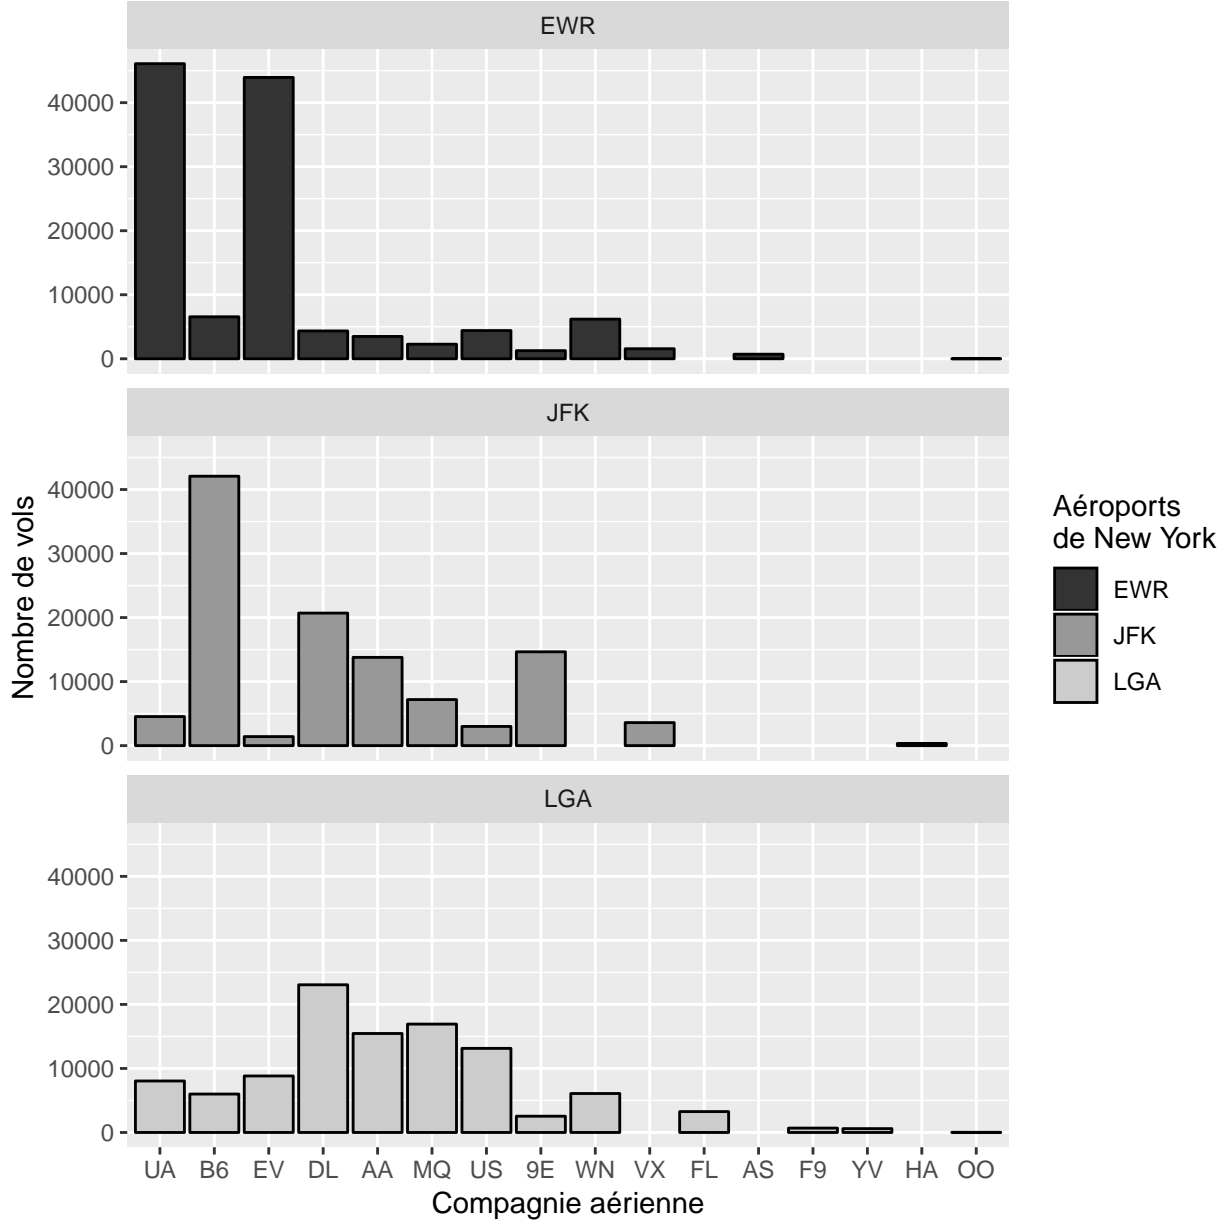 EWR
40000
30000
20000
10000
0
JFK
40000
30000
20000
10000
0
LGA
40000
30000
20000
10000
0
UA B6 EV DL AA MQ US 9E WN VX FL AS F9 YV HA OO
Compagnie aérienne
Nombre de vols
Aéroports
de New York
EWR
JFK
LGA